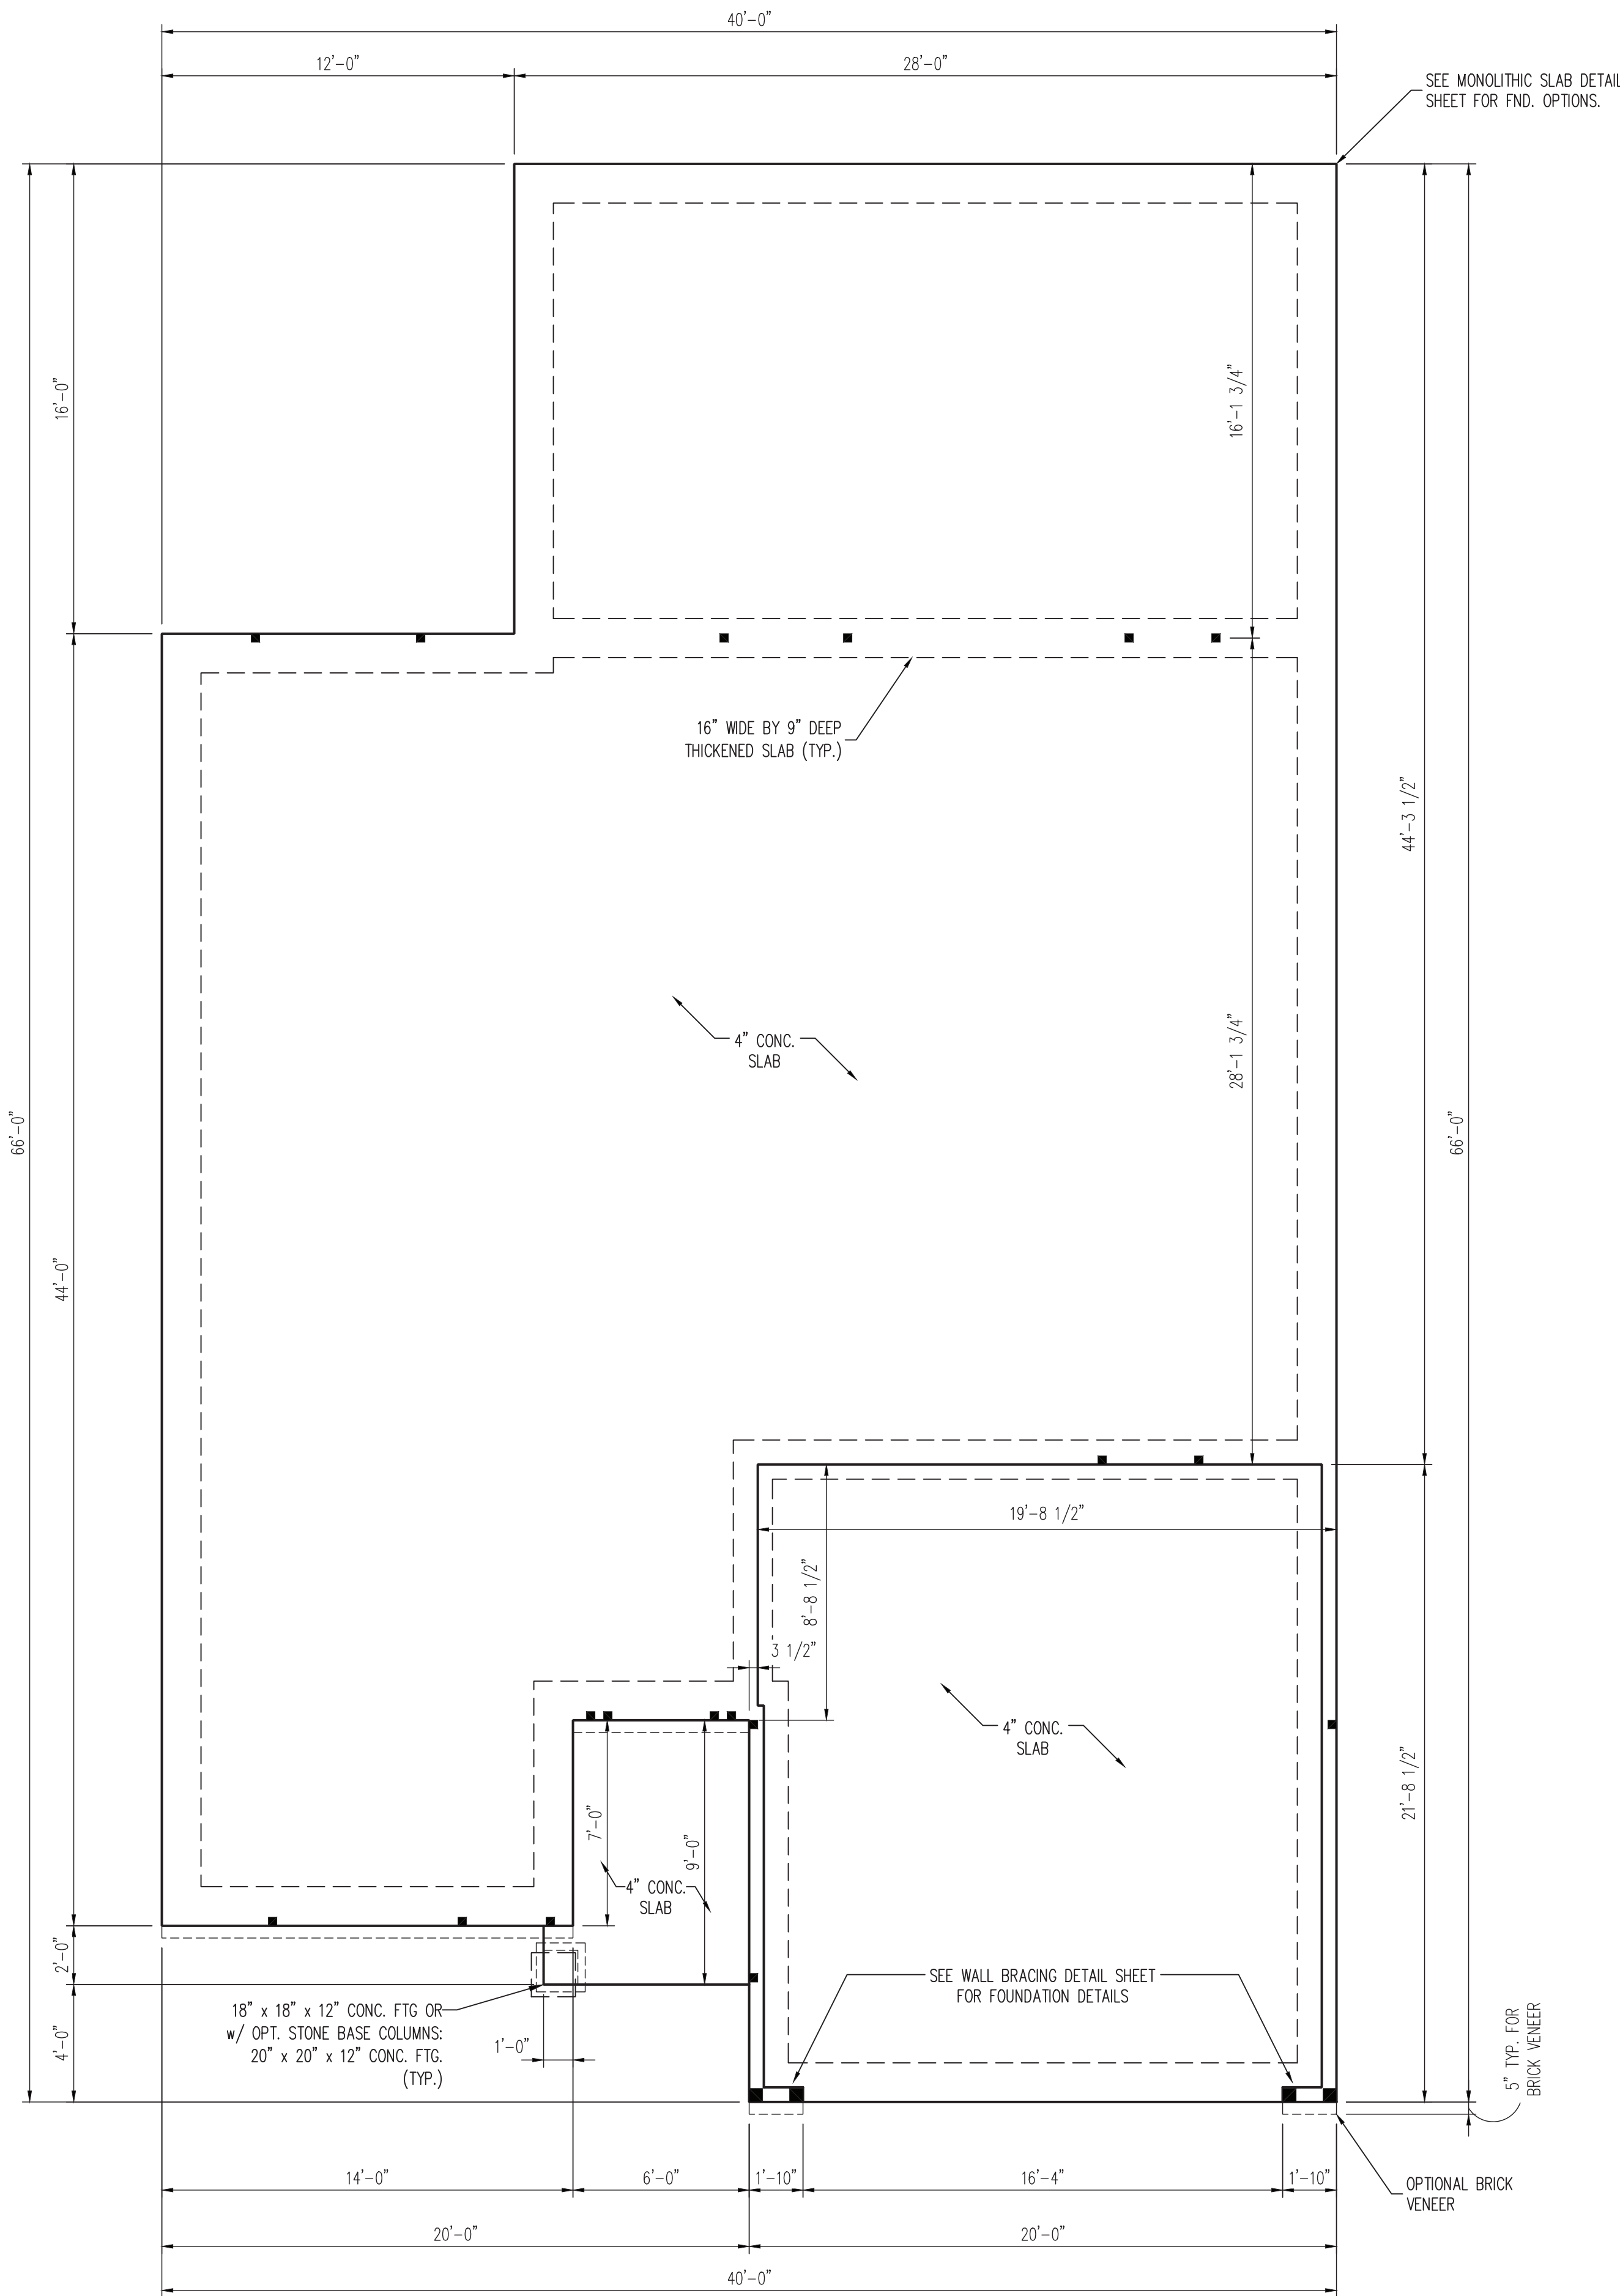 40'-0"
12'-0"
28'-0"
SEE MONOLITHIC SLAB DETAIL
SHEET FOR FND. OPTIONS.
16'-0"
16'-1 3/4"
16" WIDE BY 9" DEEP
THICKENED SLAB (TYP.)
44'-3 1/2"
4" CONC.
SLAB
28'-1 3/4"
66'-0"
66'-0"
44'-0"
19'-8 1/2"
8'-8 1/2"
3 1/2"
4" CONC.
SLAB
21'-8 1/2"
7'-0"
9'-0"
4" CONC.
SLAB
2'-0"
4'-0"
SEE WALL BRACING DETAIL SHEET
FOR FOUNDATION DETAILS
18" x 18" x 12" CONC. FTG OR
w/ OPT. STONE BASE COLUMNS:
20" x 20" x 12" CONC. FTG.
(TYP.)
1'-0"
5" TYP. FOR
BRICK VENEER
14'-0"
6'-0"
1'-10"
16'-4"
1'-10"
OPTIONAL BRICK
VENEER
20'-0"
20'-0"
40'-0"